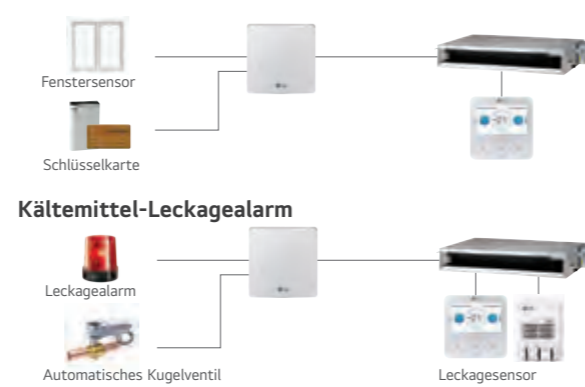 Fenstersensor
Schlüsselkarte
Kältemittel-Leckagealarm
Leckagealarm
Automatisches Kugelventil
Leckagesensor